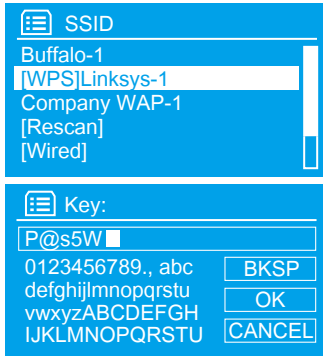 SSID
Buffalo-1
[WPS]Linksys-1
Company WAP-1
[Rescan]
[Wired]
Key:
P@s5W
0123456789., abc
BKSP
defghijlmnopqrstu
OK
vwxyzABCDEFGH
IJKLMNOPQRSTU
CANCEL